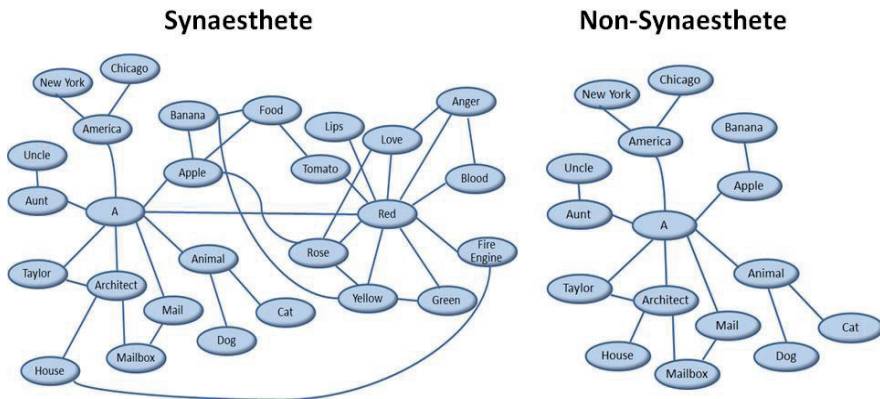 Synaesthete
Non-Synaesthete
New York
Chicago
America
Uncle
Aunt
A
Taylor
Architect
House
Mailbox
Mail
Animal
Dog
Cat
Banana
Food
Apple
Lips
Tomato
Love
Anger
Blood
Red
Rose
Yellow
Green
Fire
Engine
New York
Chicago
America
Banana
Uncle
Apple
Aunt
A
Taylor
Architect
Animal
Mail
House
Mailbox
Dog
Cat